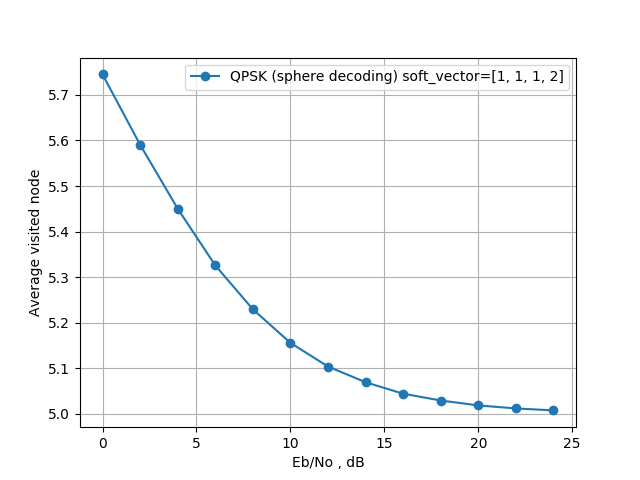 QPSK (sphere decoding) soft_vector=[1, 1, 1, 2]
5.7
5.6
5.5
5.4
5.3
5.2
5.1
5.0
Average visited node
0 5 10 15 20 25
Eb/No , dB